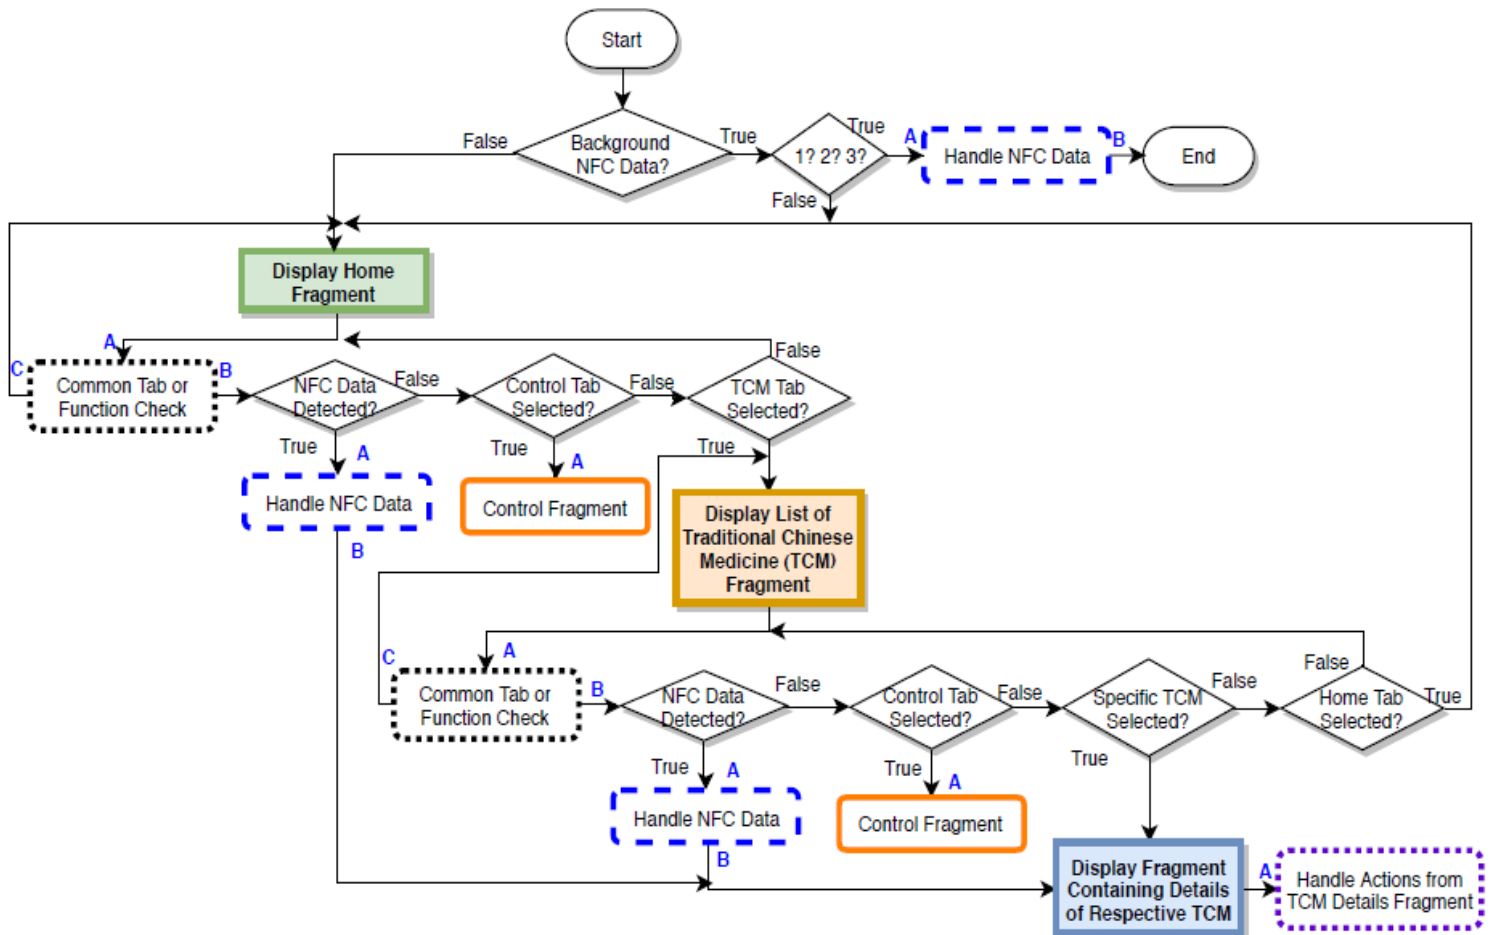 Start
False
Background
NFC Data?
True
1? 2? 3?
True
A
Handle NFC Data
B
End
False
Display Home
Fragment
A
C
Common Tab or
Function Check
B
NFC Data
Detected?
False
Control Tab
Selected?
False
TCM Tab
Selected?
False
True
A
Handle NFC Data
B
True
A
Control Fragment
True
Display List of
Traditional Chinese
Medicine (TCM)
Fragment
A
C
Common Tab or
Function Check
B
NFC Data
Detected?
False
Control Tab
Selected?
False
Specific TCM
Selected?
False
Home Tab
Selected?
False
True
True
A
Handle NFC Data
B
True
A
Control Fragment
True
Display Fragment
Containing Details
of Respective TCM
A
Handle Actions from
TCM Details Fragment